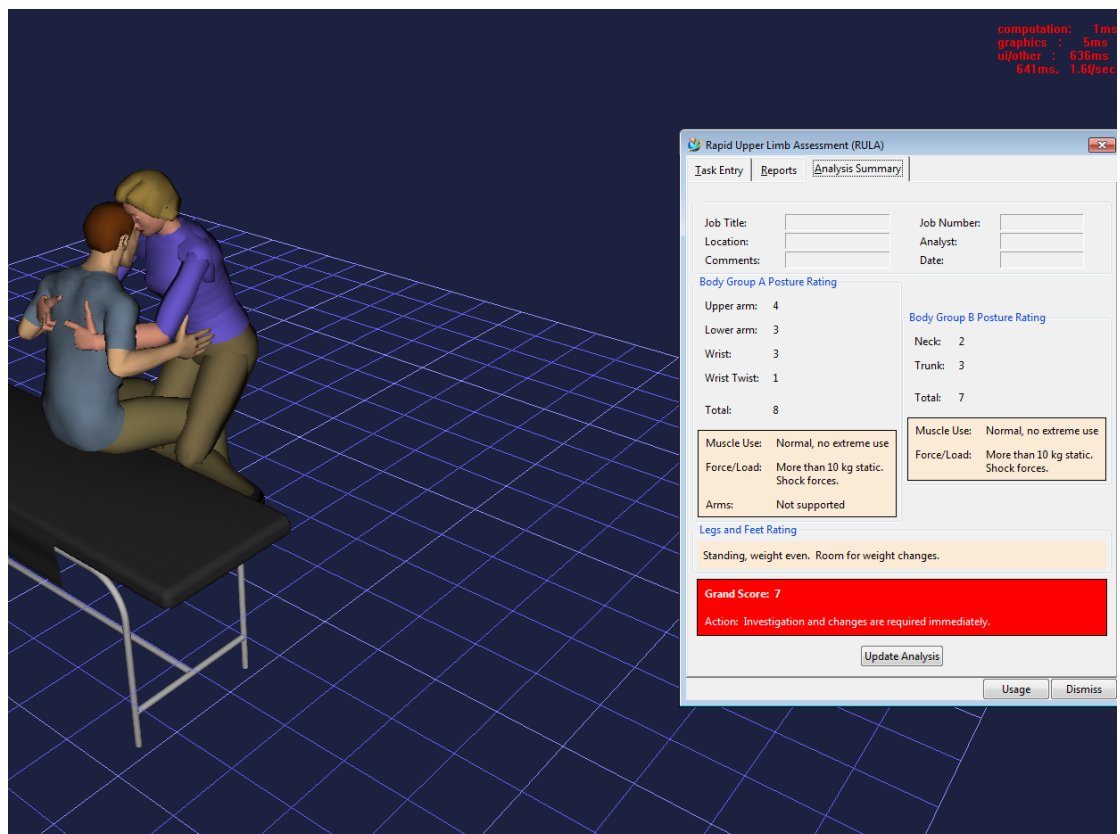 computation: 1ms
graphics : 5ms
ui/other : 636ms
641ms, 1.6f/sec
Rapid Upper Limb Assessment (RULA)
Task Entry Reports Analysis Summary
Job Title: Job Number:
Location: Analyst:
Comments: Date:
Body Group A Posture Rating
Upper arm: 4
Lower arm: 3
Wrist: 3
Wrist Twist: 1
Total: 8
Muscle Use: Normal, no extreme use
Force/Load: More than 10 kg static.
Shock forces.
Arms: Not supported
Body Group B Posture Rating
Neck: 2
Trunk: 3
Total: 7
Muscle Use: Normal, no extreme use
Force/Load: More than 10 kg static.
Shock forces.
Legs and Feet Rating
Standing, weight even. Room for weight changes.
Grand Score: 7
Action: Investigation and changes are required immediately.
Update Analysis
Usage Dismiss